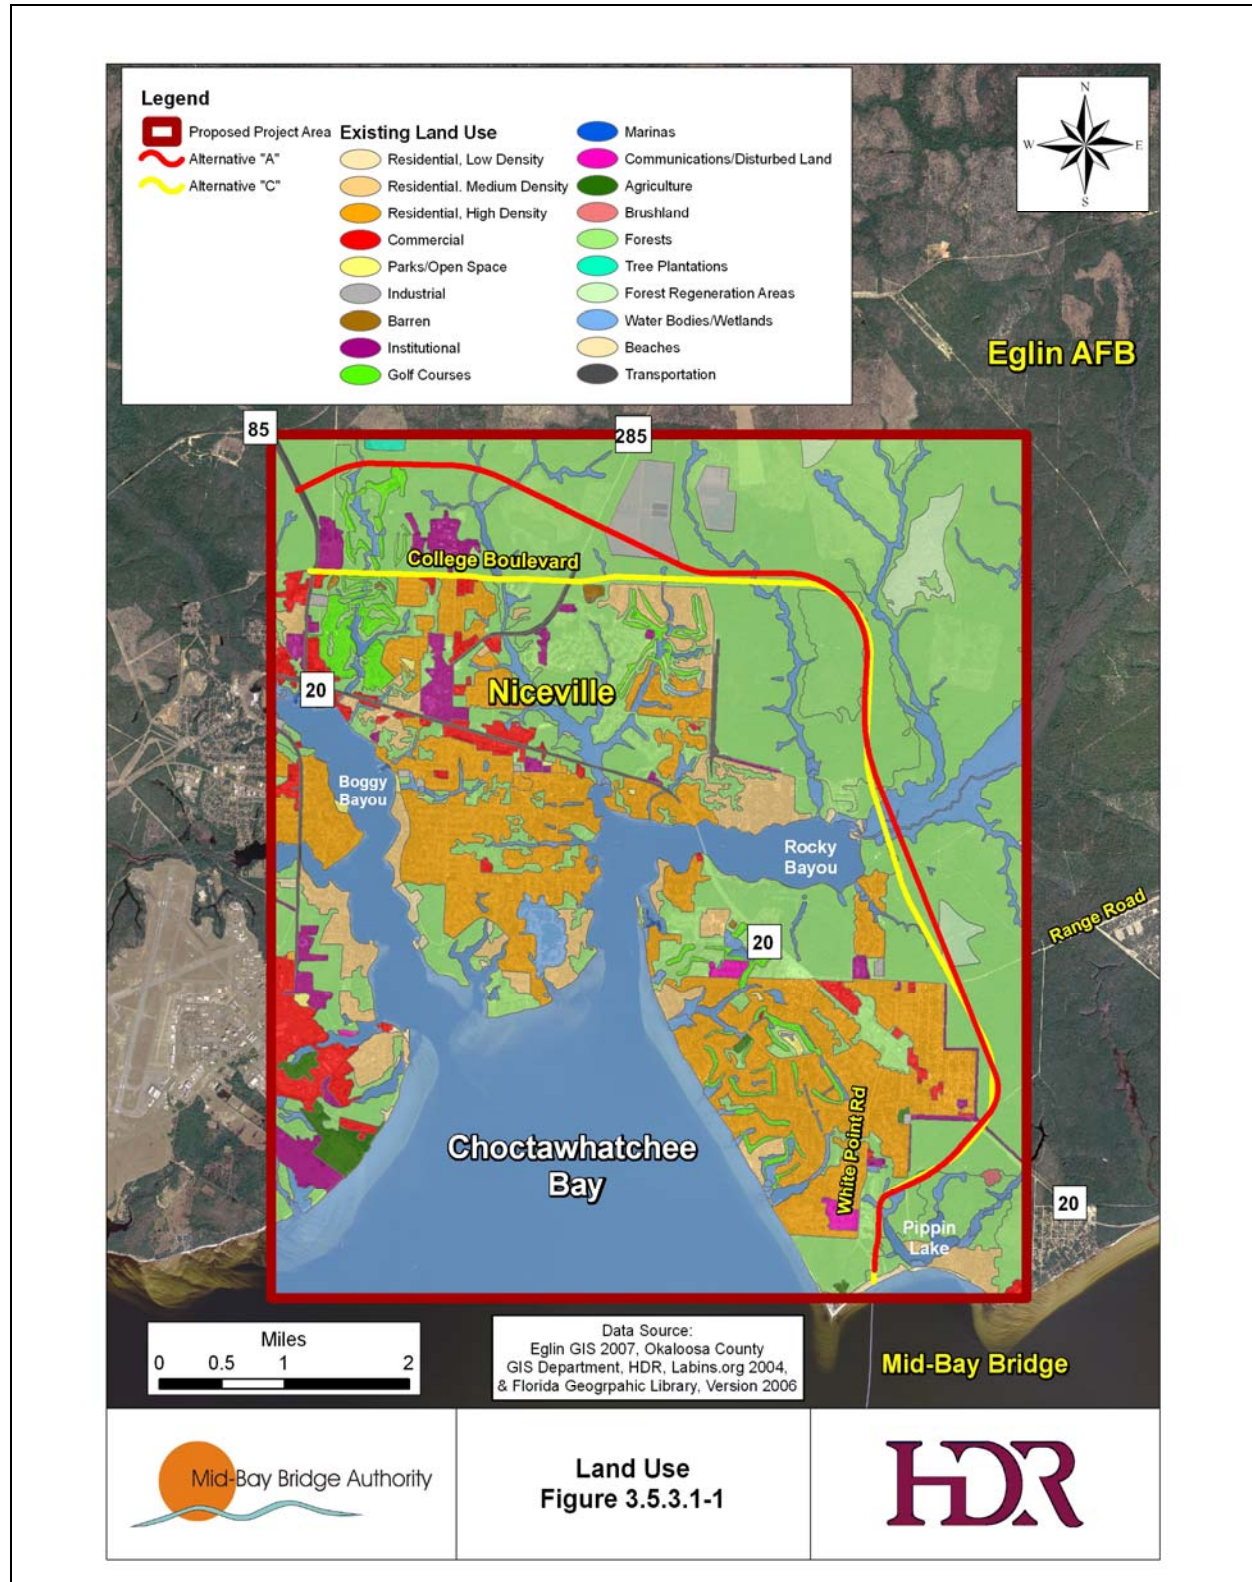 Legend
Proposed Project Area
Alternative "A"
Alternative "C"
Existing Land Use
Residential, Low Density
Residential. Medium Density
Residential, High Density
Commercial
Parks/Open Space
Industrial
Barren
Institutional
Golf Courses
Marinas
Communications/Disturbed Land
Agriculture
Brushland
Forests
Tree Plantations
Forest Regeneration Areas
Water Bodies/Wetlands
Beaches
Transportation
N
W
E
S
Eglin AFB
85
285
College Boulevard
20
Niceville
Boggy
Bayou
Rocky
Bayou
Range Road
20
White Point Rd
Choctawhatchee
Bay
20
Pippin
Lake
Mid-Bay Bridge
Miles
0 0.5 1 2
Data Source:
Eglin GIS 2007, Okaloosa County
GIS Department, HDR, Labins.org 2004,
& Florida Geogrpahic Library, Version 2006
Mid-Bay Bridge Authority
Land Use
Figure 3.5.3.1-1
HDR